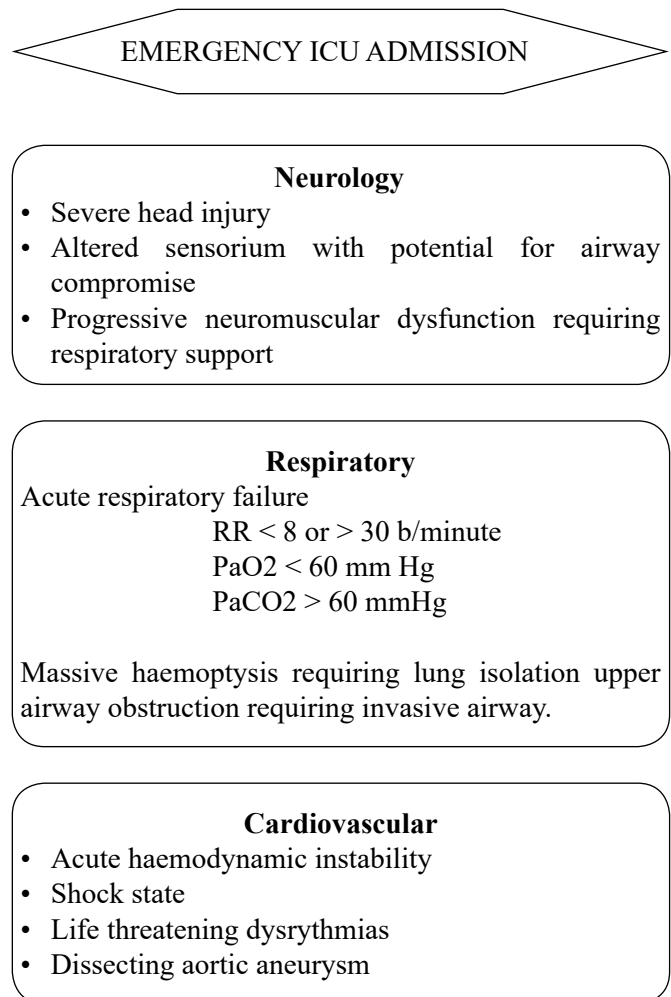 EMERGENCY ICU ADMISSION
Neurology
• Severe head injury
• Altered sensorium with potential for airway
compromise
• Progressive neuromuscular dysfunction requiring
respiratory support
Respiratory
Acute respiratory failure
RR < 8 or > 30 b/minute
PaO2 < 60 mm Hg
PaCO2 > 60 mmHg
Massive haemoptysis requiring lung isolation upper
airway obstruction requiring invasive airway.
Cardiovascular
• Acute haemodynamic instability
• Shock state
• Life threatening dysrythmias
• Dissecting aortic aneurysm